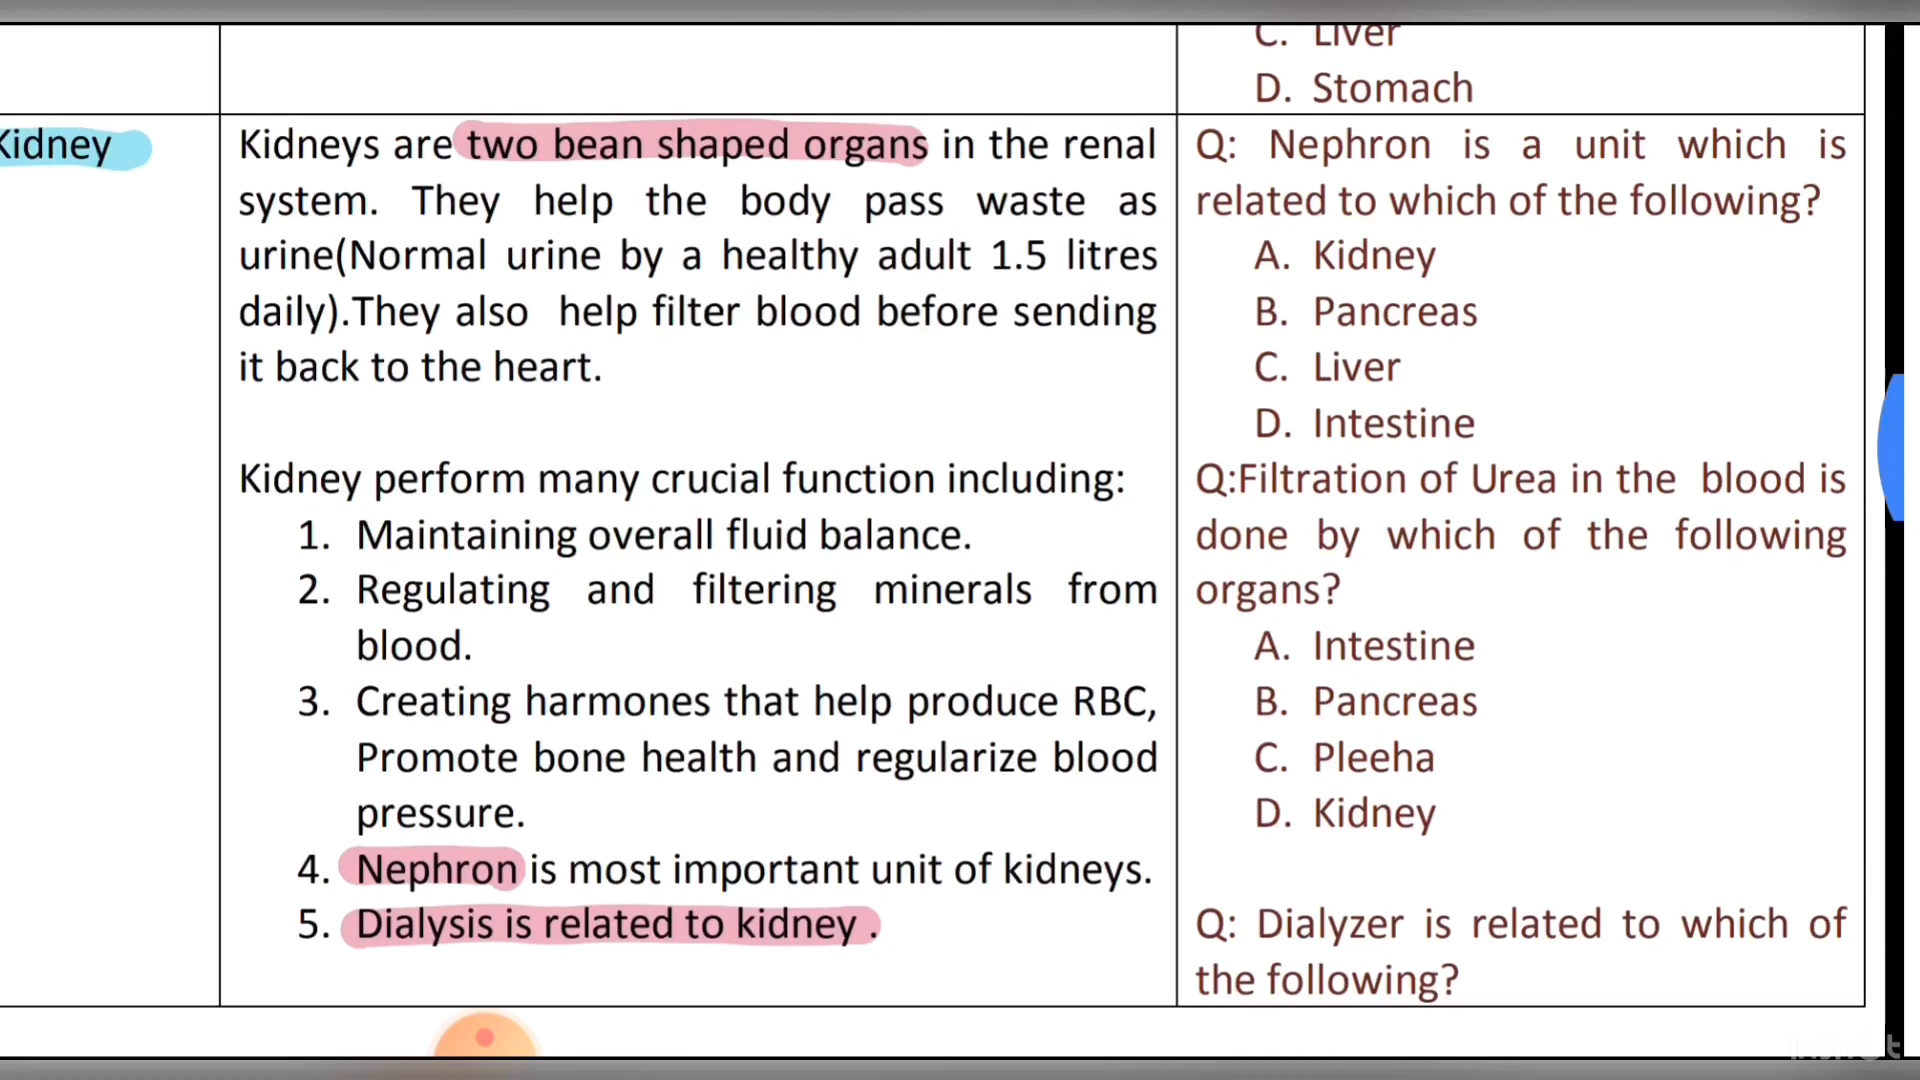 C. Liver
D. Stomach
Kidney
Kidneys are two bean shaped organs in the renal
system. They help the body pass waste as
urine(Normal urine by a healthy adult 1.5 litres
daily).They also help filter blood before sending
it back to the heart.
Kidney perform many crucial function including:
1. Maintaining overall fluid balance.
2. Regulating and filtering minerals from
blood.
3. Creating harmones that help produce RBC,
Promote bone health and regularize blood
pressure.
4. Nephron is most important unit of kidneys.
5. Dialysis is related to kidney .
Q: Nephron is a unit which is
related to which of the following?
A. Kidney
B. Pancreas
C. Liver
D. Intestine
Q:Filtration of Urea in the blood is
done by which of the following
organs?
A. Intestine
B. Pancreas
C. Pleeha
D. Kidney
Q: Dialyzer is related to which of
the following?